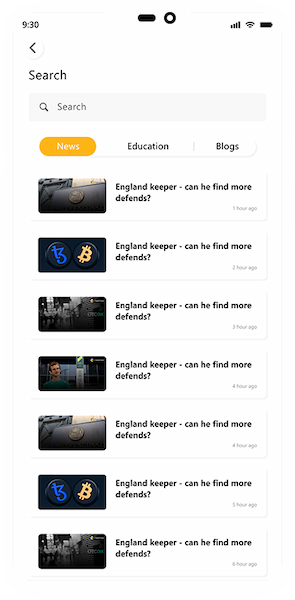 9:30
Search
Search
News Education Blogs
England keeper - can he find more
defends?
1 hour ago
England keeper - can he find more
defends?
2 hour ago
England keeper - can he find more
defends?
3 hour ago
England keeper - can he find more
defends?
4 hour ago
England keeper - can he find more
defends?
4 hour ago
England keeper - can he find more
defends?
5 hour ago
England keeper - can he find more
defends?
6 hour ago